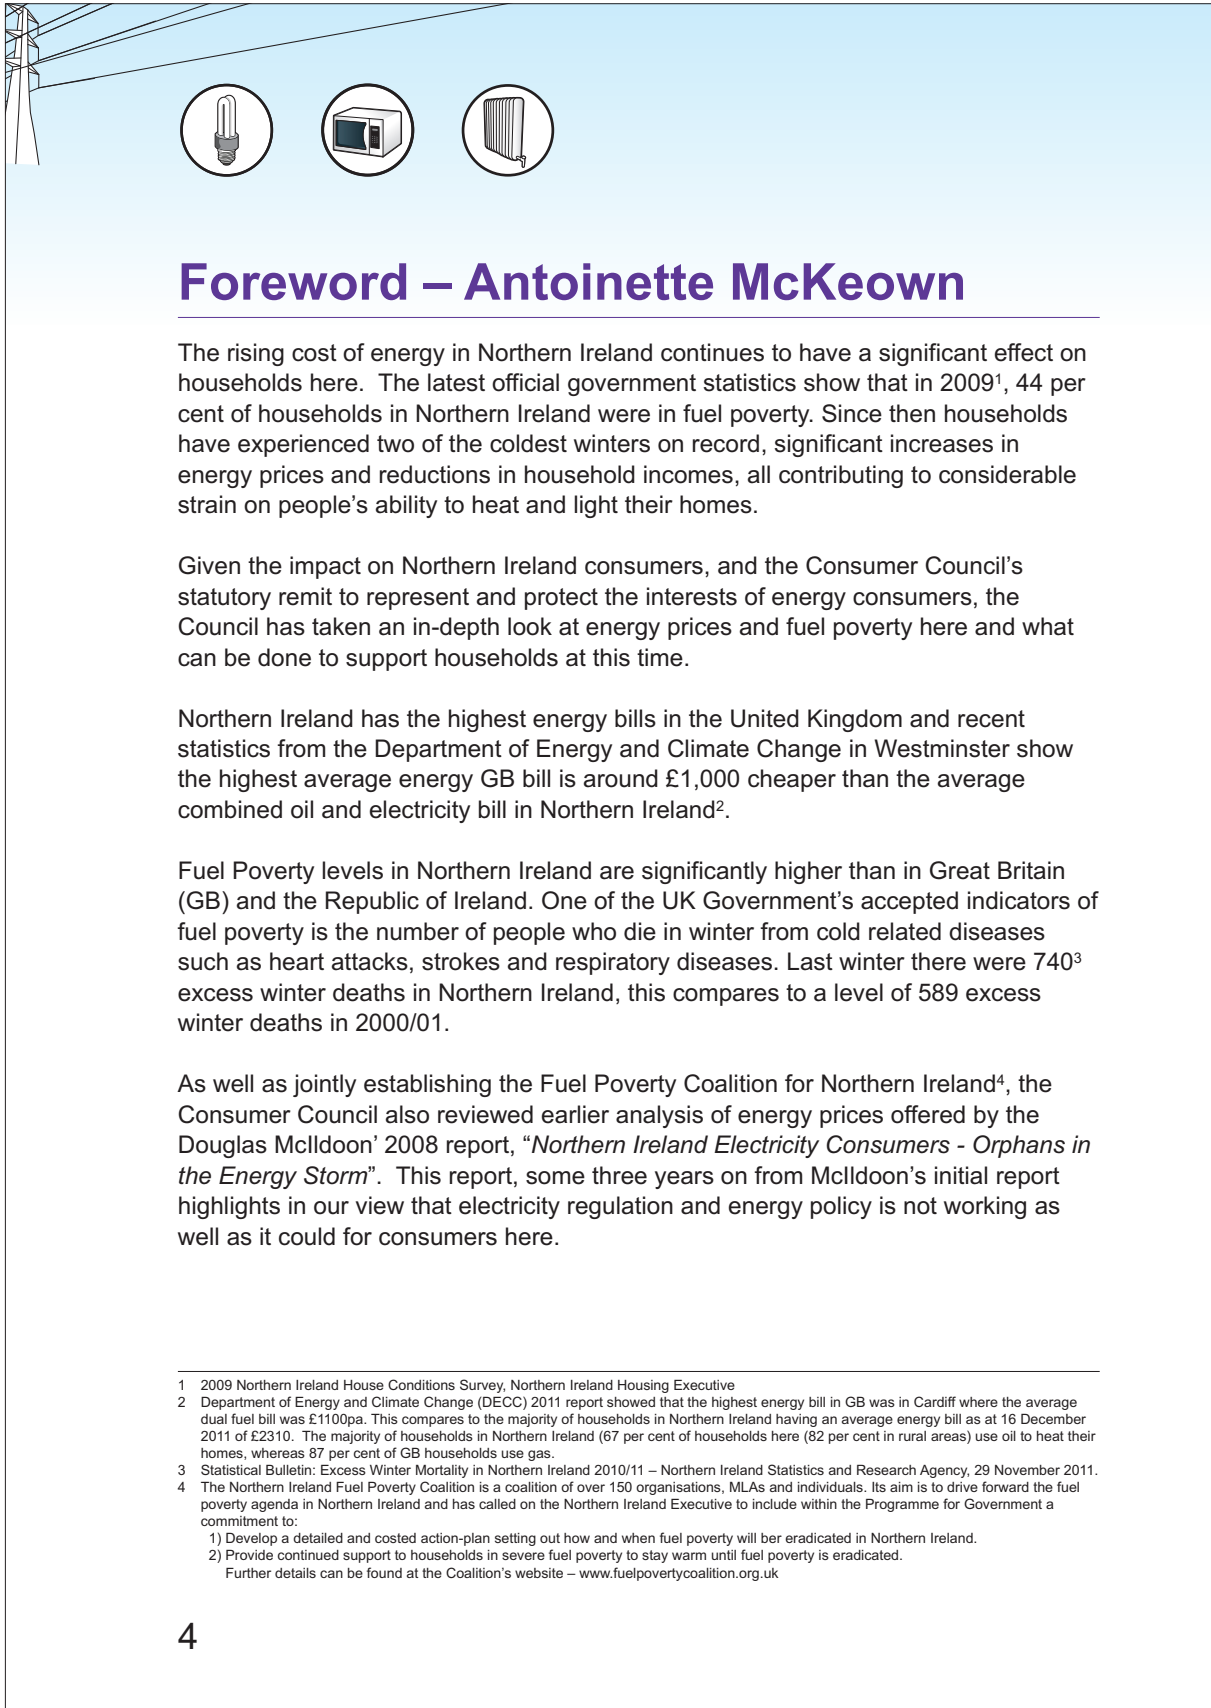 Foreword – Antoinette McKeown
The rising cost of energy in Northern Ireland continues to have a significant effect on
households here.  The latest official government statistics show that in 2009¹, 44 per
cent of households in Northern Ireland were in fuel poverty. Since then households
have experienced two of the coldest winters on record, significant increases in
energy prices and reductions in household incomes, all contributing to considerable
strain on people’s ability to heat and light their homes.
Given the impact on Northern Ireland consumers, and the Consumer Council’s
statutory remit to represent and protect the interests of energy consumers, the
Council has taken an in-depth look at energy prices and fuel poverty here and what
can be done to support households at this time.
Northern Ireland has the highest energy bills in the United Kingdom and recent
statistics from the Department of Energy and Climate Change in Westminster show
the highest average energy GB bill is around £1,000 cheaper than the average
combined oil and electricity bill in Northern Ireland².
Fuel Poverty levels in Northern Ireland are significantly higher than in Great Britain
(GB) and the Republic of Ireland. One of the UK Government’s accepted indicators of
fuel poverty is the number of people who die in winter from cold related diseases
such as heart attacks, strokes and respiratory diseases. Last winter there were 740³
excess winter deaths in Northern Ireland, this compares to a level of 589 excess
winter deaths in 2000/01.
As well as jointly establishing the Fuel Poverty Coalition for Northern Ireland⁴, the
Consumer Council also reviewed earlier analysis of energy prices offered by the
Douglas McIldoon’ 2008 report, “Northern Ireland Electricity Consumers - Orphans in
the Energy Storm”.  This report, some three years on from McIldoon’s initial report
highlights in our view that electricity regulation and energy policy is not working as
well as it could for consumers here.
1 2009 Northern Ireland House Conditions Survey, Northern Ireland Housing Executive
2 Department of Energy and Climate Change (DECC) 2011 report showed that the highest energy bill in GB was in Cardiff where the average
dual fuel bill was £1100pa. This compares to the majority of households in Northern Ireland having an average energy bill as at 16 December
2011 of £2310.  The majority of households in Northern Ireland (67 per cent of households here (82 per cent in rural areas) use oil to heat their
homes, whereas 87 per cent of GB households use gas.
3 Statistical Bulletin: Excess Winter Mortality in Northern Ireland 2010/11 – Northern Ireland Statistics and Research Agency, 29 November 2011.
4 The Northern Ireland Fuel Poverty Coalition is a coalition of over 150 organisations, MLAs and individuals. Its aim is to drive forward the fuel
poverty agenda in Northern Ireland and has called on the Northern Ireland Executive to include within the Programme for Government a
commitment to:
1) Develop a detailed and costed action-plan setting out how and when fuel poverty will ber eradicated in Northern Ireland.
2) Provide continued support to households in severe fuel poverty to stay warm until fuel poverty is eradicated.
Further details can be found at the Coalition’s website – www.fuelpovertycoalition.org.uk
4